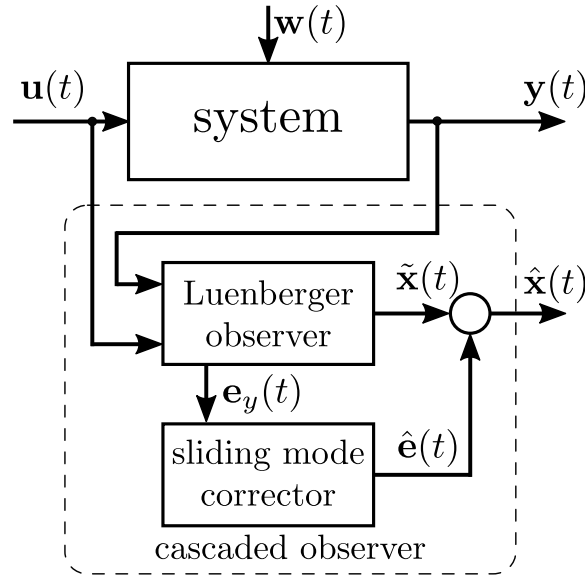 w(t)
u(t)
system
y(t)
Luenberger
observer
x̃(t)
x̂(t)
e_y(t)
sliding mode
corrector
ê(t)
cascaded observer